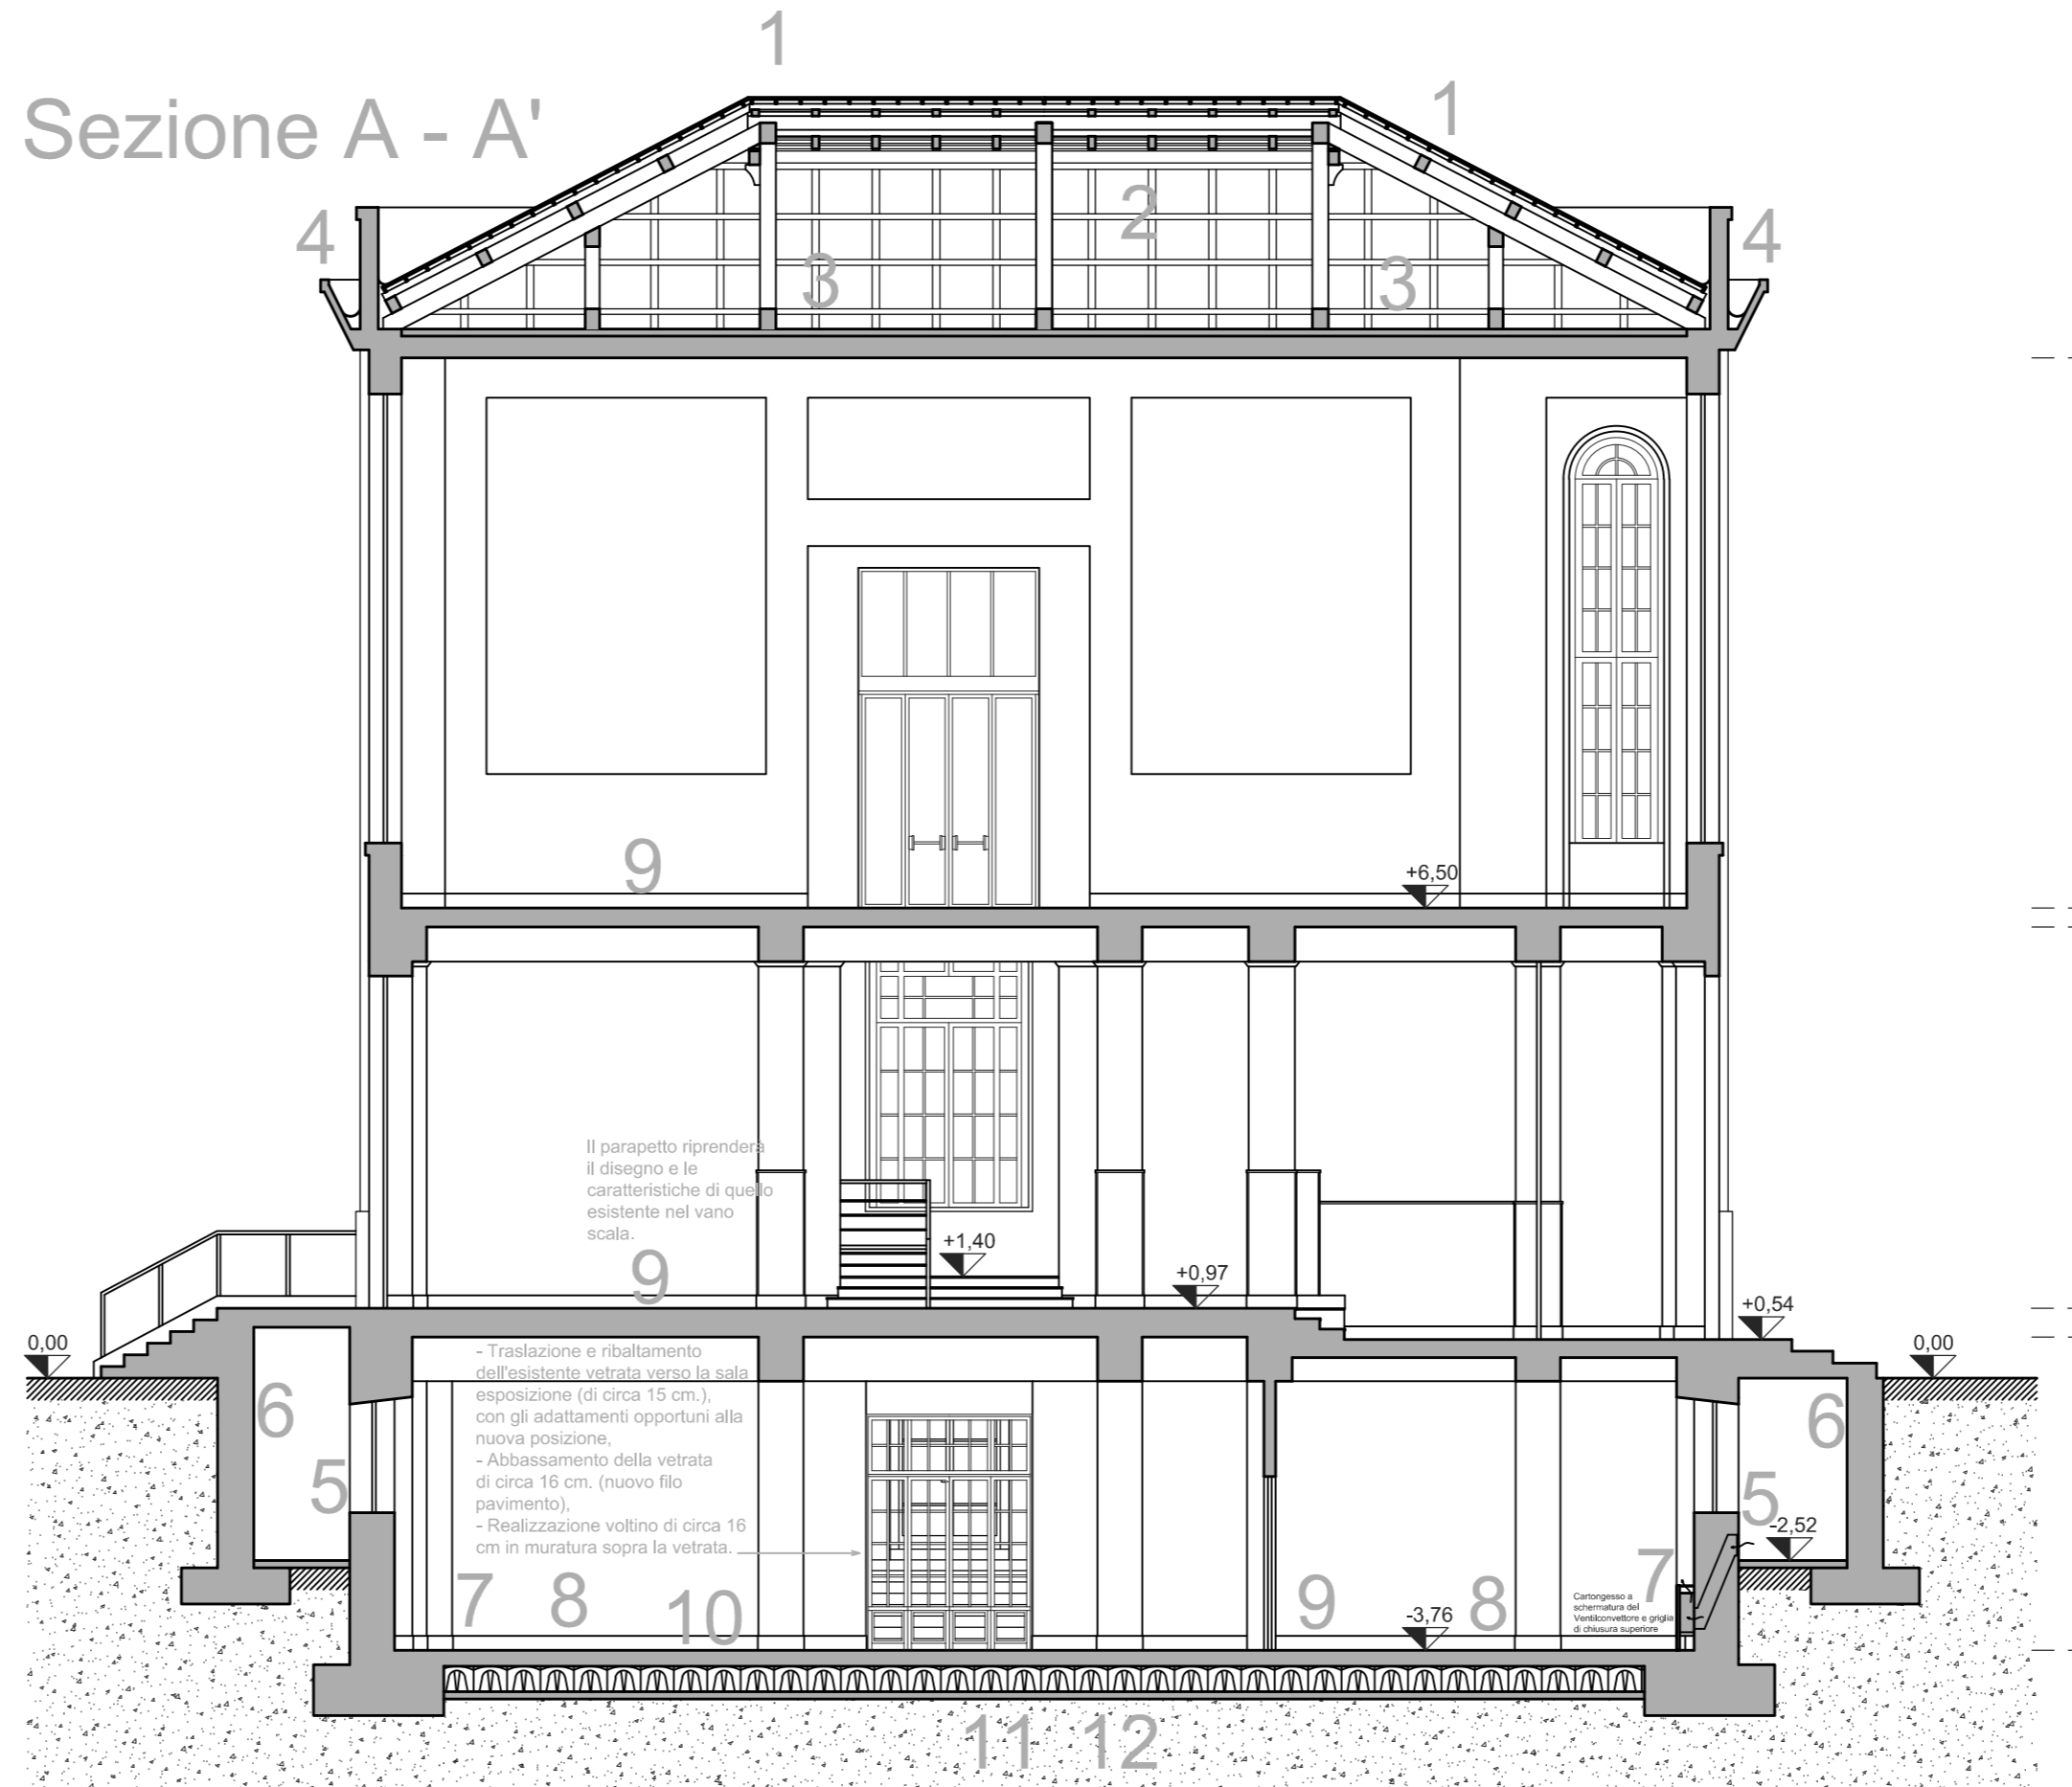 1
Sezione A - A'
1
2
4
4
3
3
9
+6,50
Il parapetto riprenderà
il disegno e le
caratteristiche di quello
esistente nel vano
scala.
+1,40
9
+0,97
+0,54
0,00
0,00
- Traslazione e ribaltamento
dell'esistente vetrata verso la sala
esposizione (di circa 15 cm.),
con gli adattamenti opportuni alla
nuova posizione,
- Abbassamento della vetrata
di circa 16 cm. (nuovo filo
pavimento),
- Realizzazione voltino di circa 16
cm in muratura sopra la vetrata.
6
6
5
5
-2,52
7
8
10
9
-3,76
8
Cartongesso a
schermatura del
Ventilconvettore e griglia
di chiusura superiore
7
11
12